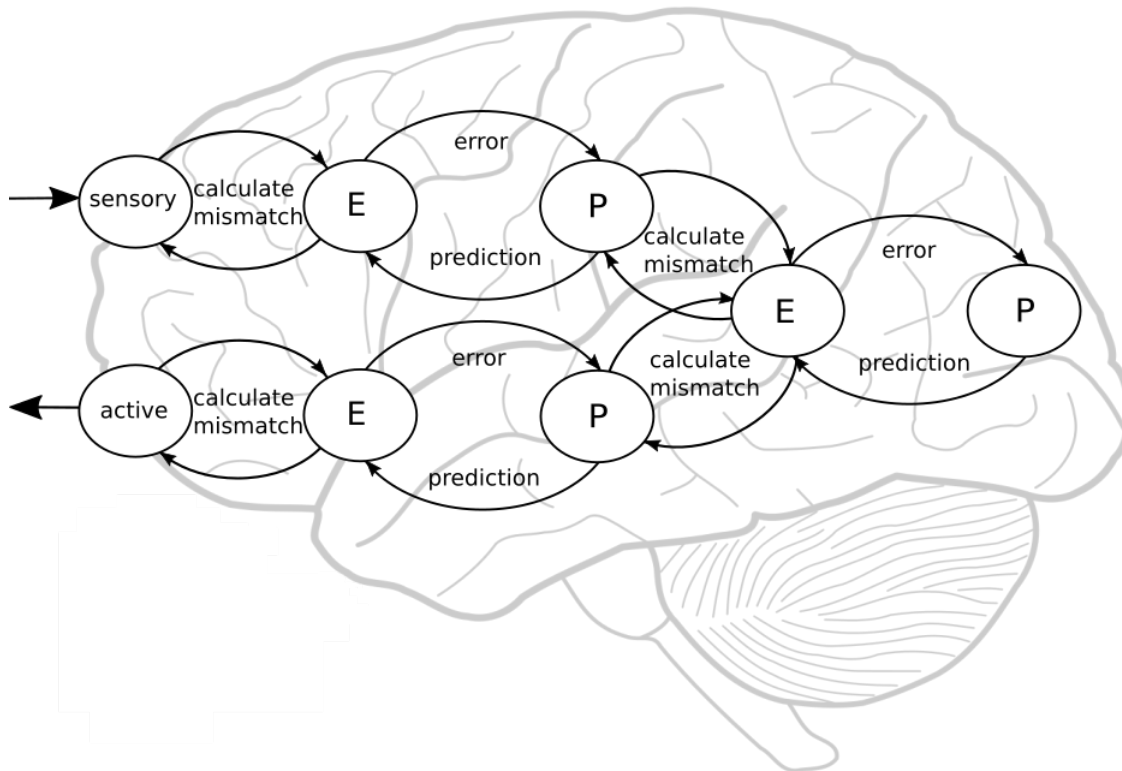 error
sensory
calculate
mismatch
E
P
prediction
calculate
mismatch
error
E
P
prediction
error
active
calculate
mismatch
E
P
calculate
mismatch
prediction